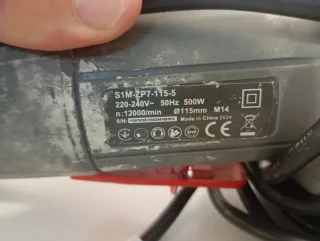 S1M-ZP7-115-5
220-240V~ 50Hz 500W
n:12000/min Ø115mm M14
S/N: Made in China 2024